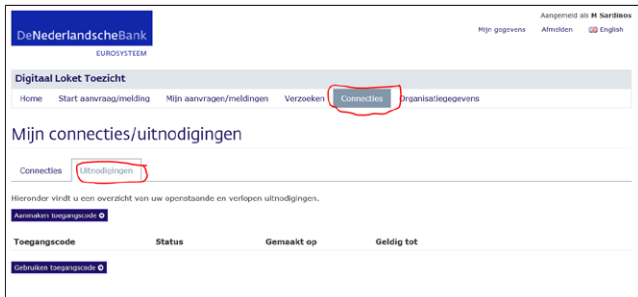 Aangemeld als M Sardinos
Mijn gegevens Afmelden English
DeNederlandscheBank
EUROSYSTEEM
Digitaal Loket Toezicht
Home Start aanvraag/melding Mijn aanvragen/meldingen Verzoeken Connecties Organisatiegegevens
Mijn connecties/uitnodigingen
Connecties Uitnodigingen
Hieronder vindt u een overzicht van uw openstaande en verlopen uitnodigingen.
Aanmaken toegangscode
Toegangscode Status Gemaakt op Geldig tot
Gebruiken toegangscode